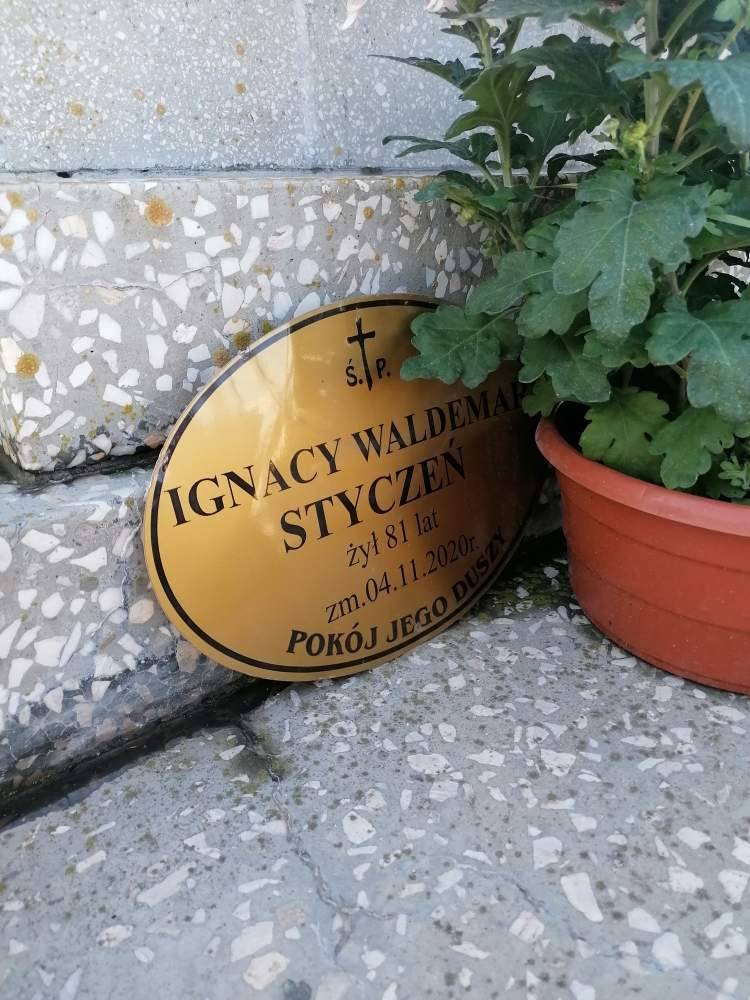 Ś.P.
IGNACY WALDEMAR
STYCZEŃ
żył 81 lat
zm.04.11.2020r.
POKÓJ JEGO DUSZY